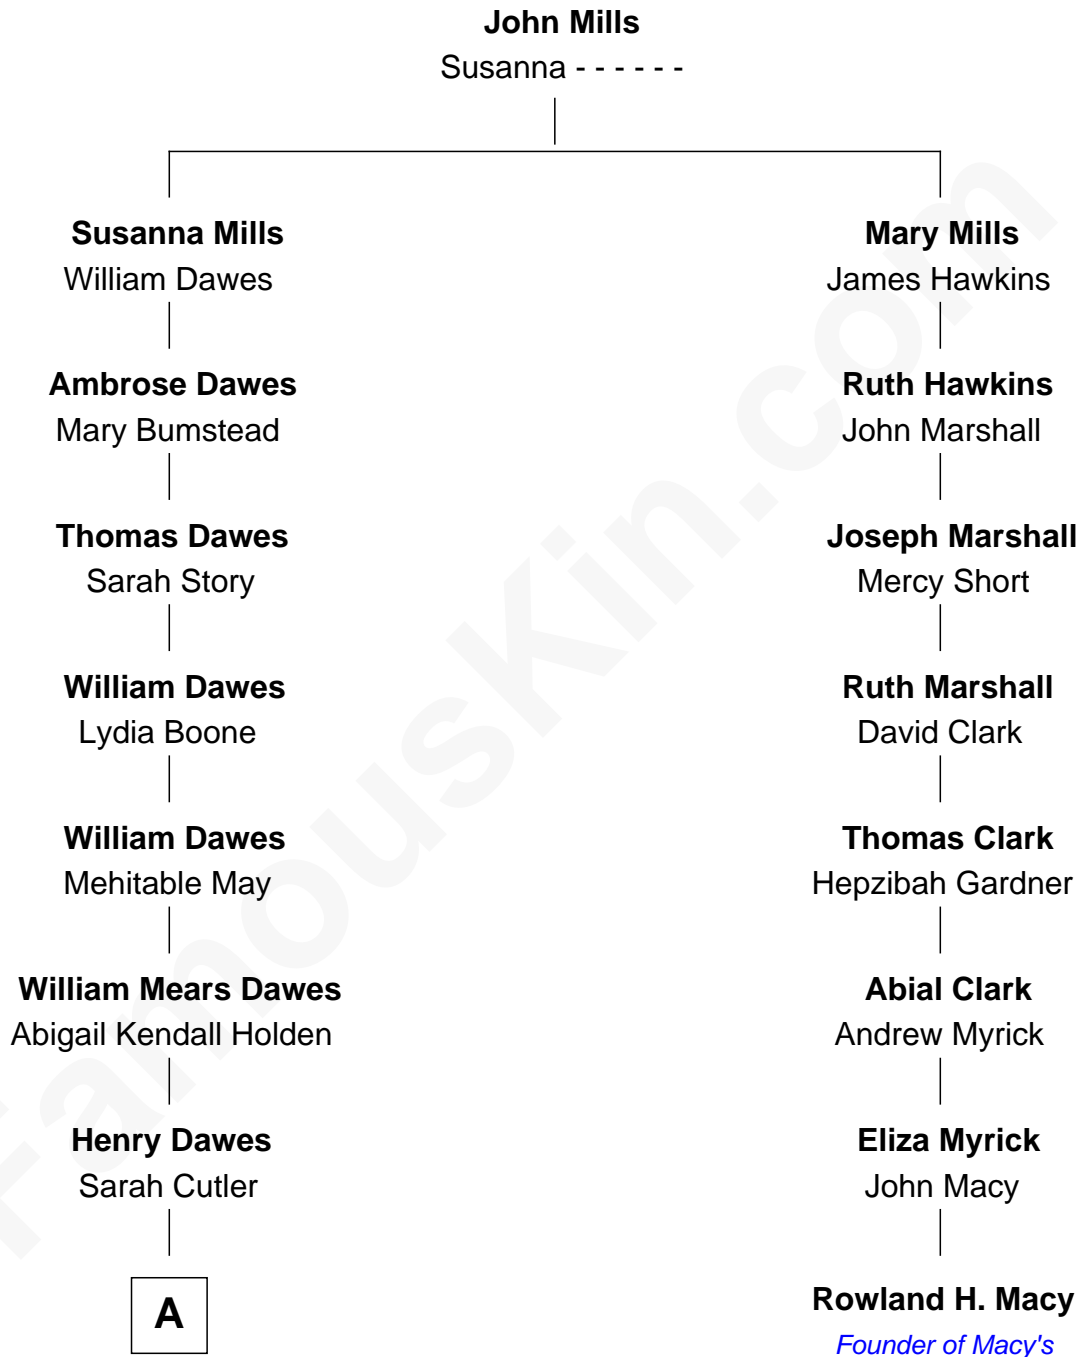 John Mills
Susanna - - - - - -
Susanna Mills
William Dawes
Mary Mills
James Hawkins
Ambrose Dawes
Mary Bumstead
Ruth Hawkins
John Marshall
Thomas Dawes
Sarah Story
Joseph Marshall
Mercy Short
William Dawes
Lydia Boone
Ruth Marshall
David Clark
William Dawes
Mehitable May
Thomas Clark
Hepzibah Gardner
William Mears Dawes
Abigail Kendall Holden
Abial Clark
Andrew Myrick
Henry Dawes
Sarah Cutler
Eliza Myrick
John Macy
A
Rowland H. Macy
Founder of Macy's
FamousKin.com